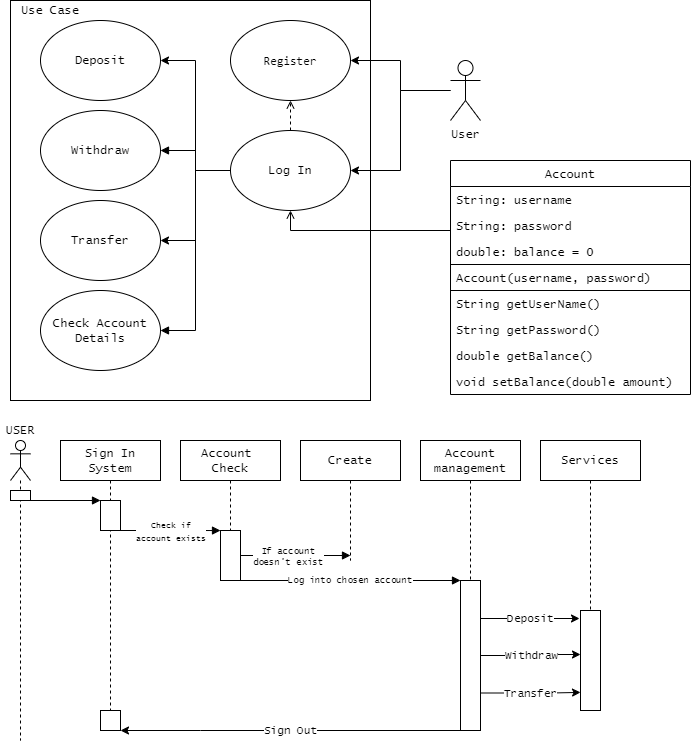 Use Case
Deposit
Register
User
Withdraw
Log In
Account
String: username
String: password
double: balance = 0
Account(username, password)
String getUserName()
String getPassword()
double getBalance()
void setBalance(double amount)
Transfer
Check Account
Details
USER
Sign In
System
Account
Check
Create
Account
management
Services
Check if
account exists
If account
doesn't exist
Log into chosen account
Deposit
Withdraw
Transfer
Sign Out